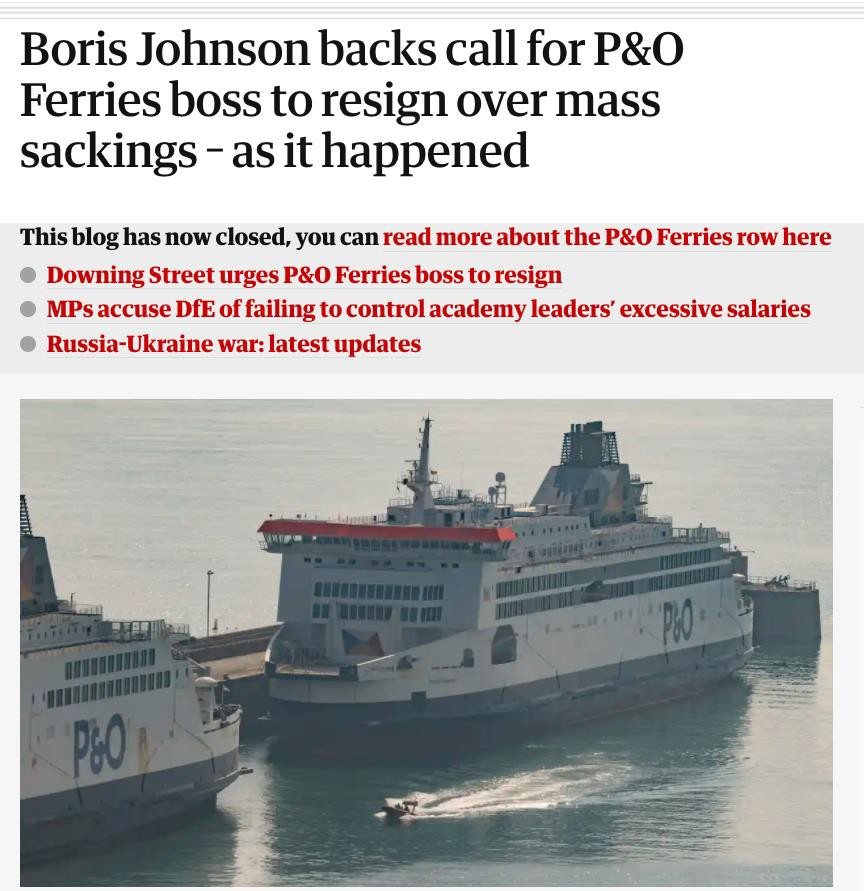 Boris Johnson backs call for P&O
Ferries boss to resign over mass
sackings – as it happened
This blog has now closed, you can read more about the P&O Ferries row here
Downing Street urges P&O Ferries boss to resign
MPs accuse DfE of failing to control academy leaders’ excessive salaries
Russia-Ukraine war: latest updates
P&O
P&O